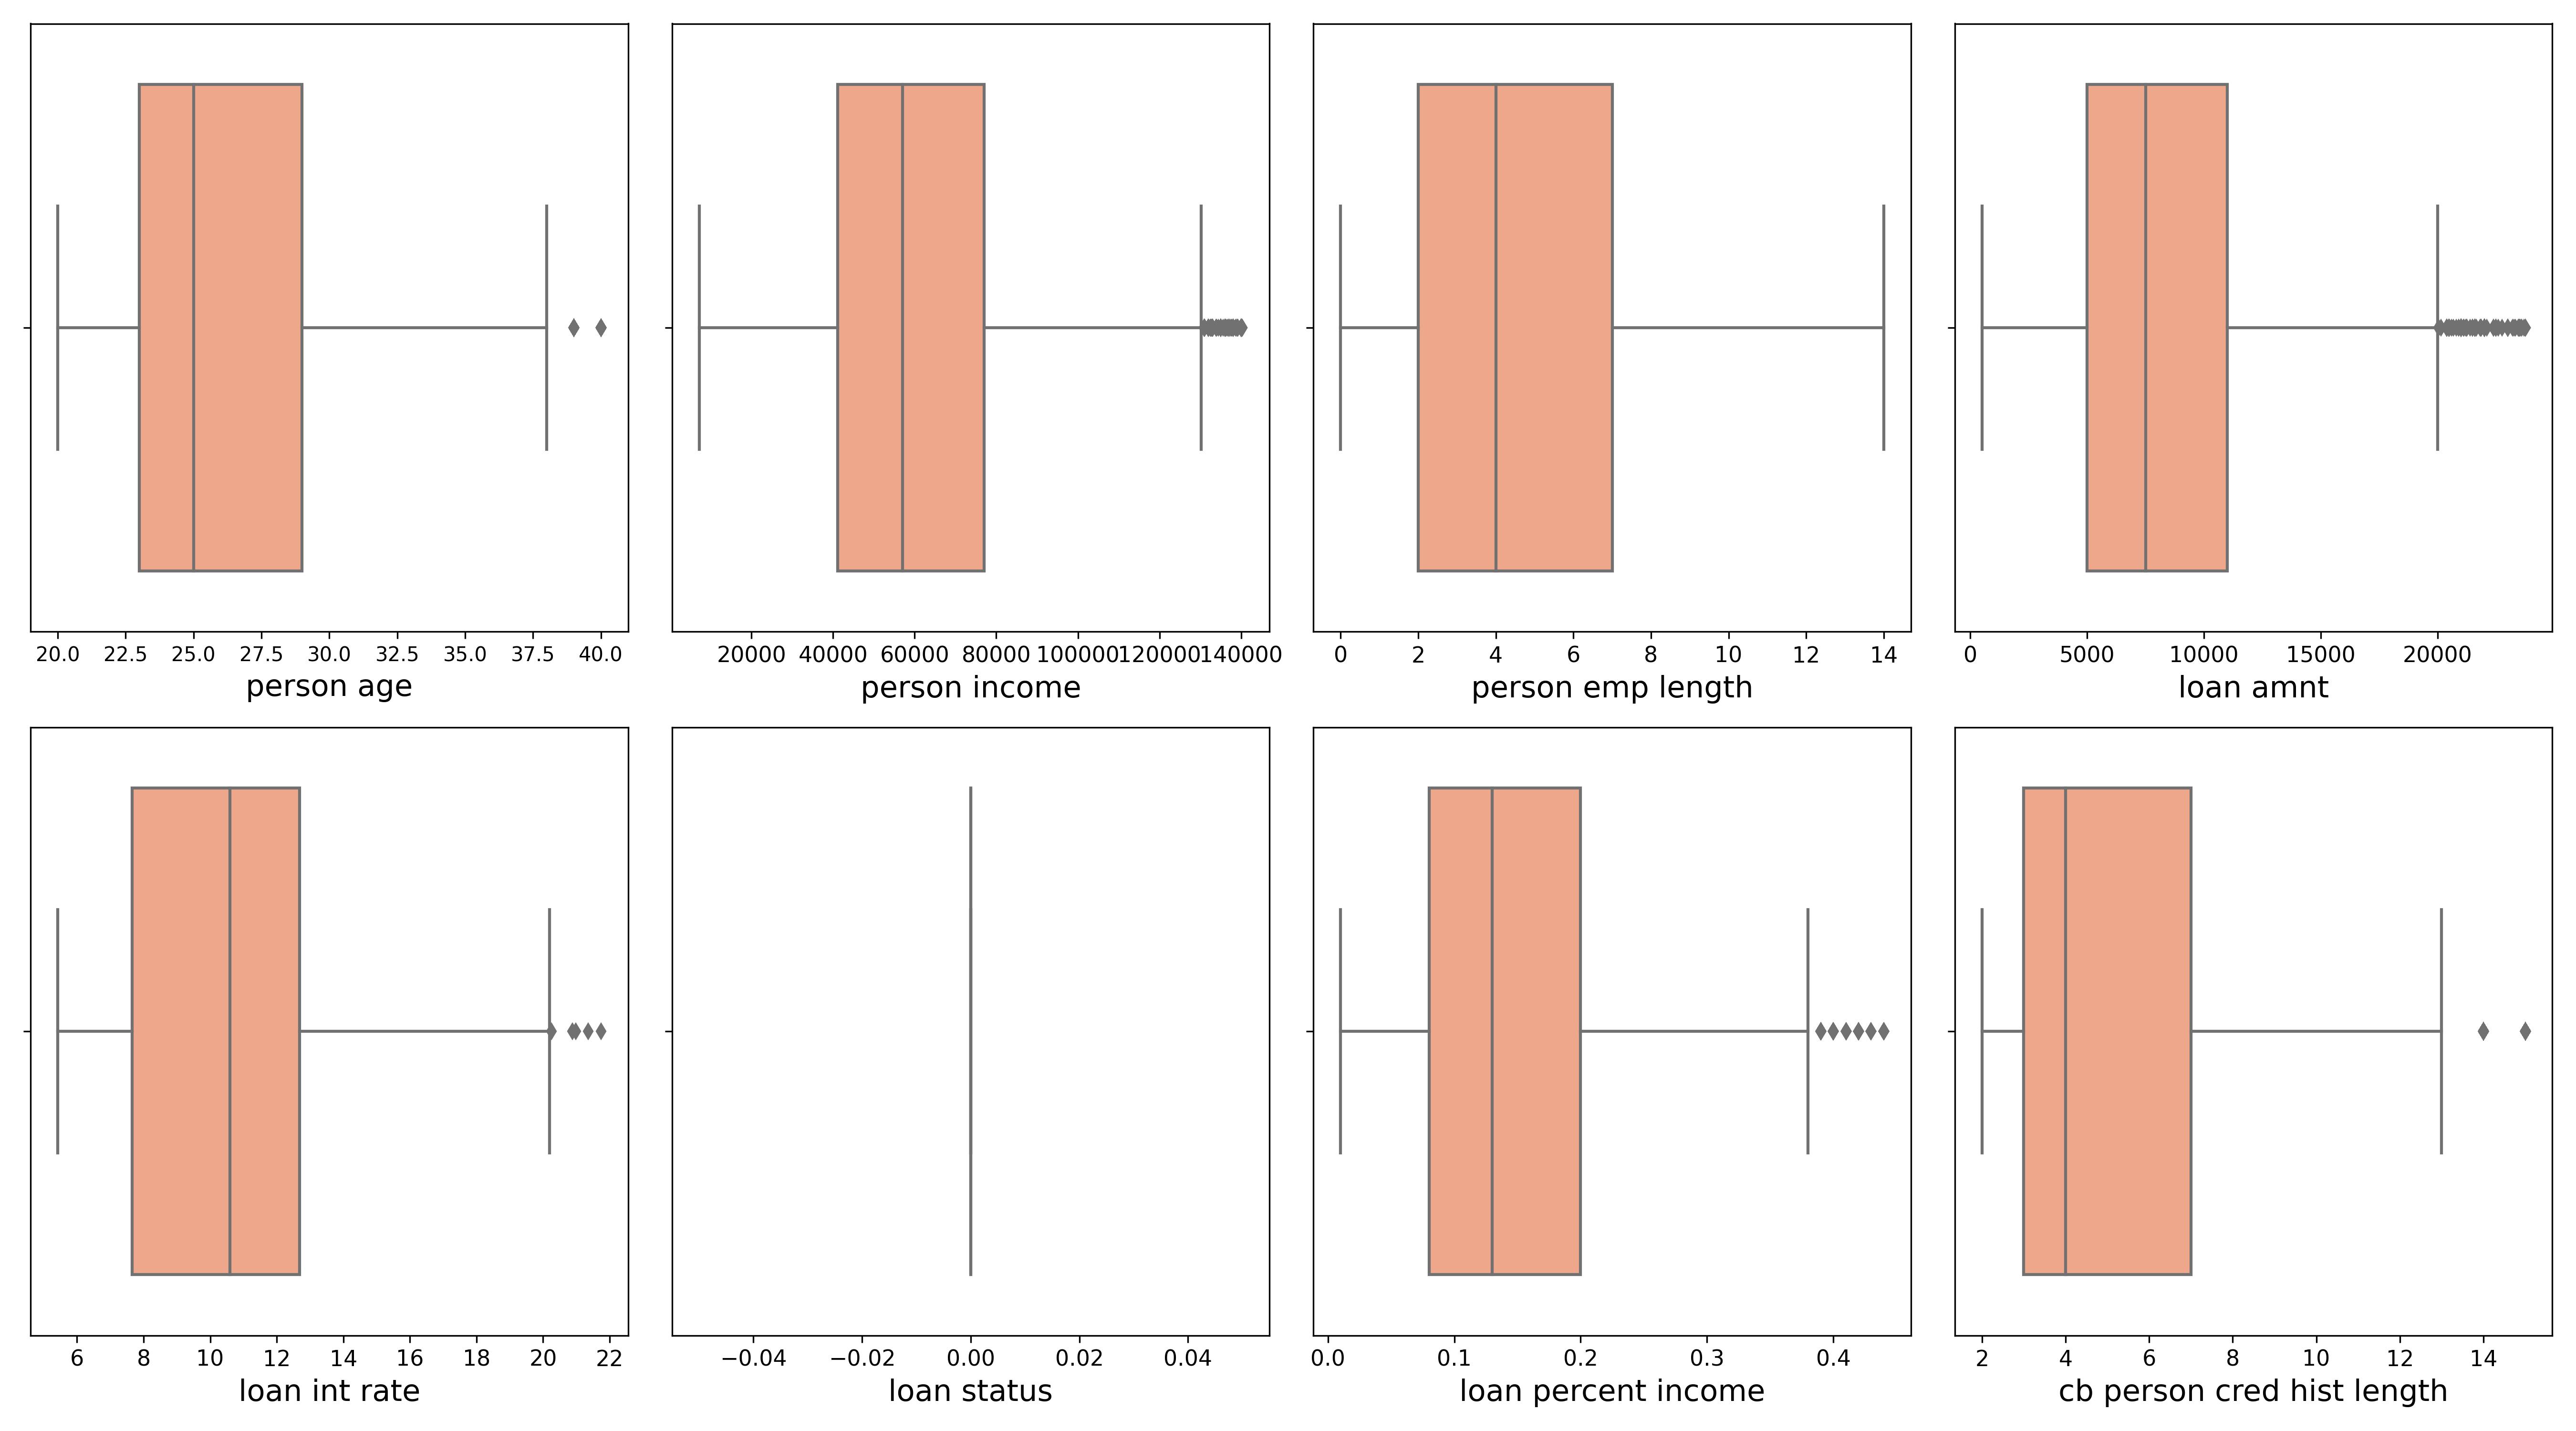 20.0 22.5 25.0 27.5 30.0 32.5 35.0 37.5 40.0
person age
20000 40000 60000 80000 100000 120000 140000
person income
0 2 4 6 8 10 12 14
person emp length
0 5000 10000 15000 20000
loan amnt
6 8 10 12 14 16 18 20 22
loan int rate
−0.04 −0.02 0.00 0.02 0.04
loan status
0.0 0.1 0.2 0.3 0.4
loan percent income
2 4 6 8 10 12 14
cb person cred hist length